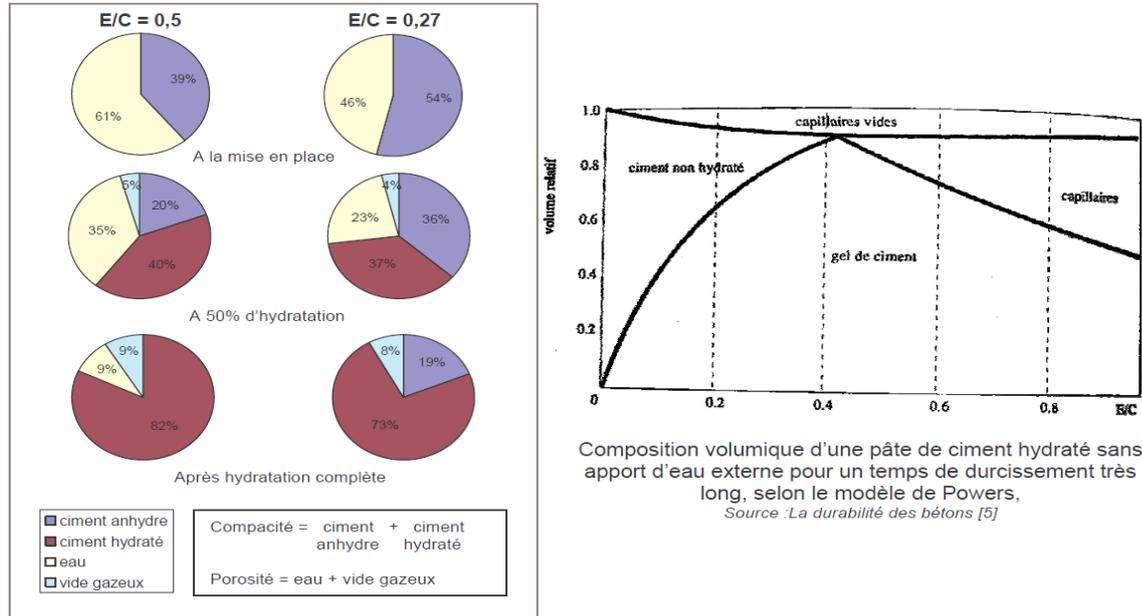 E/C = 0,5 E/C = 0,27
39%
61%
46%
54%
A la mise en place
5%
20%
35%
40%
4%
36%
23%
37%
A 50% d'hydratation
9%
9%
82%
8%
19%
73%
Après hydratation complète
ciment anhydre
ciment hydraté
eau
vide gazeux
Compacité = ciment + ciment
anhydre hydraté
Porosité = eau + vide gazeux
volume relatif
1.0
0.8
0.6
0.4
0.2
0
capillaires vides
ciment non hydraté
capillaires
gel de ciment
0.2
0.4
0.6
0.8
E/C
Composition volumique d'une pâte de ciment hydraté sans
apport d'eau externe pour un temps de durcissement très
long, selon le modèle de Powers,
Source :La durabilité des bétons [5]